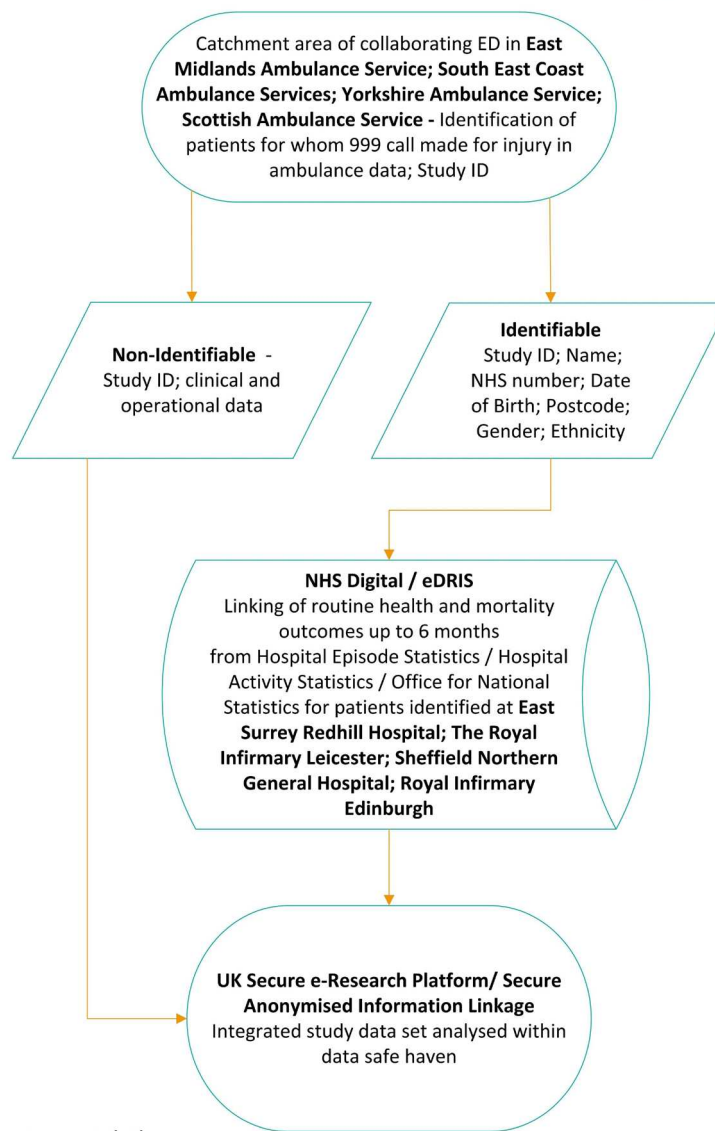 Catchment area of collaborating ED in East
Midlands Ambulance Service; South East Coast
Ambulance Services; Yorkshire Ambulance Service;
Scottish Ambulance Service - Identification of
patients for whom 999 call made for injury in
ambulance data; Study ID
Non-Identifiable -
Study ID; clinical and
operational data
Identifiable
Study ID; Name;
NHS number; Date
of Birth; Postcode;
Gender; Ethnicity
NHS Digital / eDRIS
Linking of routine health and mortality
outcomes up to 6 months
from Hospital Episode Statistics / Hospital
Activity Statistics / Office for National
Statistics for patients identified at East
Surrey Redhill Hospital; The Royal
Infirmary Leicester; Sheffield Northern
General Hospital; Royal Infirmary
Edinburgh
UK Secure e-Research Platform/ Secure
Anonymised Information Linkage
Integrated study data set analysed within
data safe haven